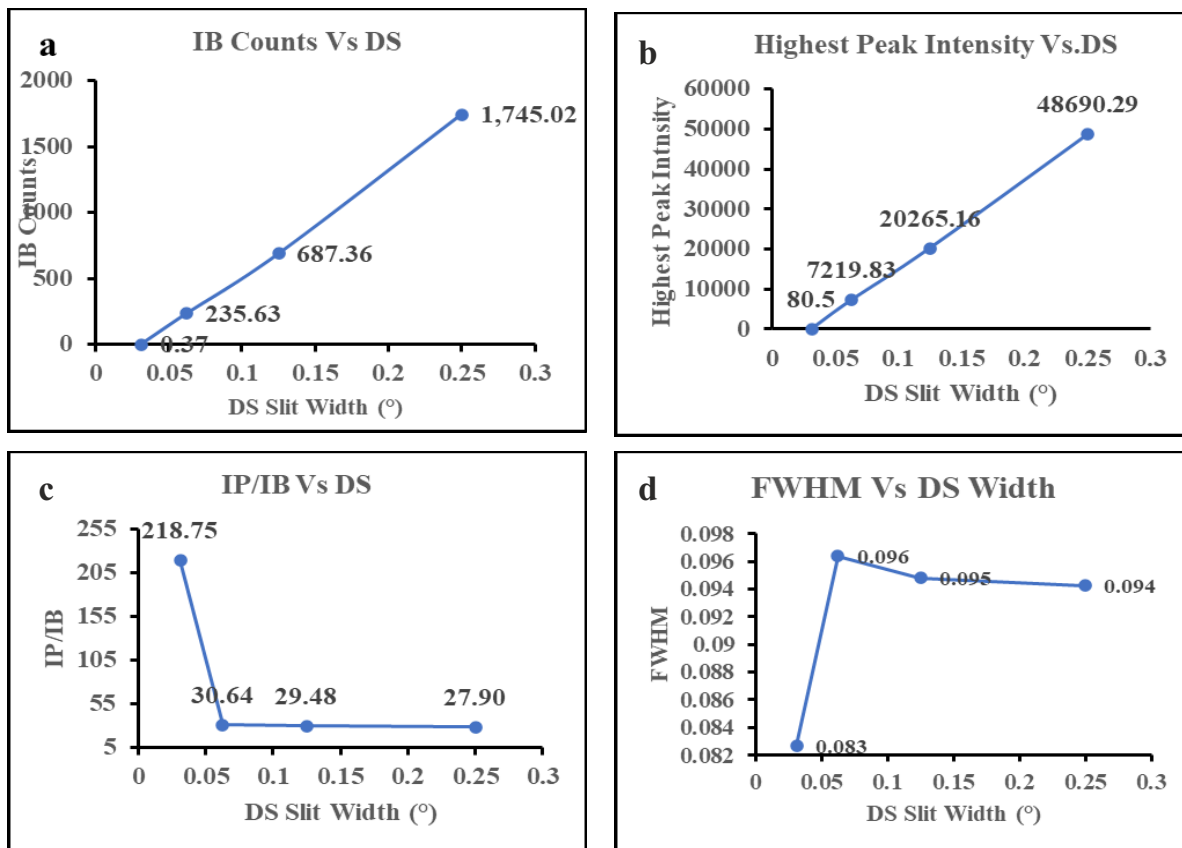 a
IB Counts Vs DS
IB Counts
2000
1500
1000
500
0
1,745.02
687.36
235.63
0.37
0 0.05 0.1 0.15 0.2 0.25 0.3
DS Slit Width (°)
b
Highest Peak Intensity Vs.DS
Highest Peak Intnsity
60000
50000
40000
30000
20000
10000
0
48690.29
20265.16
7219.83
80.5
0 0.05 0.1 0.15 0.2 0.25 0.3
DS Slit Width (°)
c
IP/IB Vs DS
IP/IB
255
205
155
105
55
5
218.75
30.64 29.48 27.90
0 0.05 0.1 0.15 0.2 0.25 0.3
DS Slit Width (°)
d
FWHM Vs DS Width
FWHM
0.098
0.096
0.094
0.092
0.09
0.088
0.086
0.084
0.082
0.096
0.095
0.094
0.083
0 0.05 0.1 0.15 0.2 0.25 0.3
DS Slit Width (°)